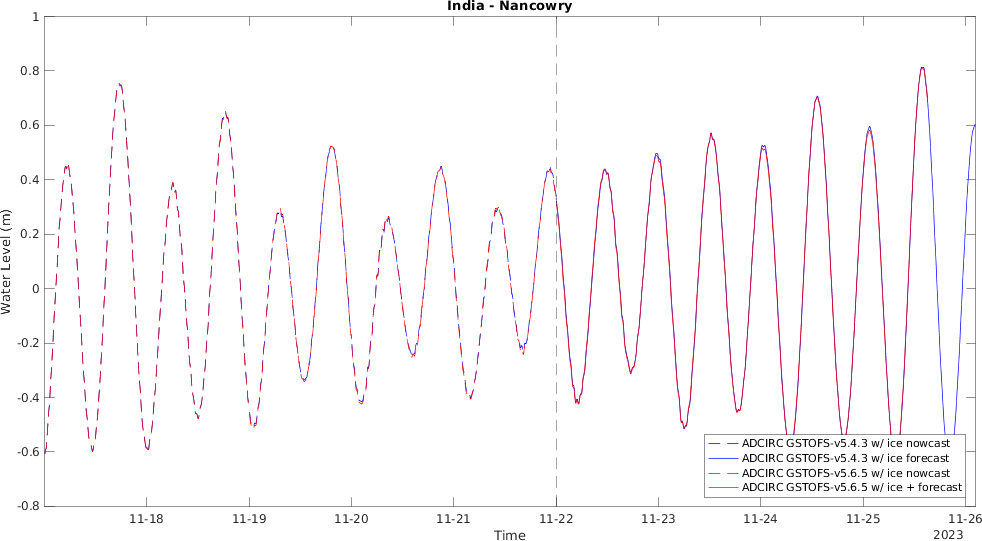 India - Nancowry
1
0.8
0.6
0.4
0.2
0
-0.2
-0.4
-0.6
-0.8
Water Level (m)
ADCIRC GSTOFS-v5.4.3 w/ ice nowcast
ADCIRC GSTOFS-v5.4.3 w/ ice forecast
ADCIRC GSTOFS-v5.6.5 w/ ice nowcast
ADCIRC GSTOFS-v5.6.5 w/ ice + forecast
11-18 11-19 11-20 11-21 11-22 11-23 11-24 11-25 11-26
Time
2023